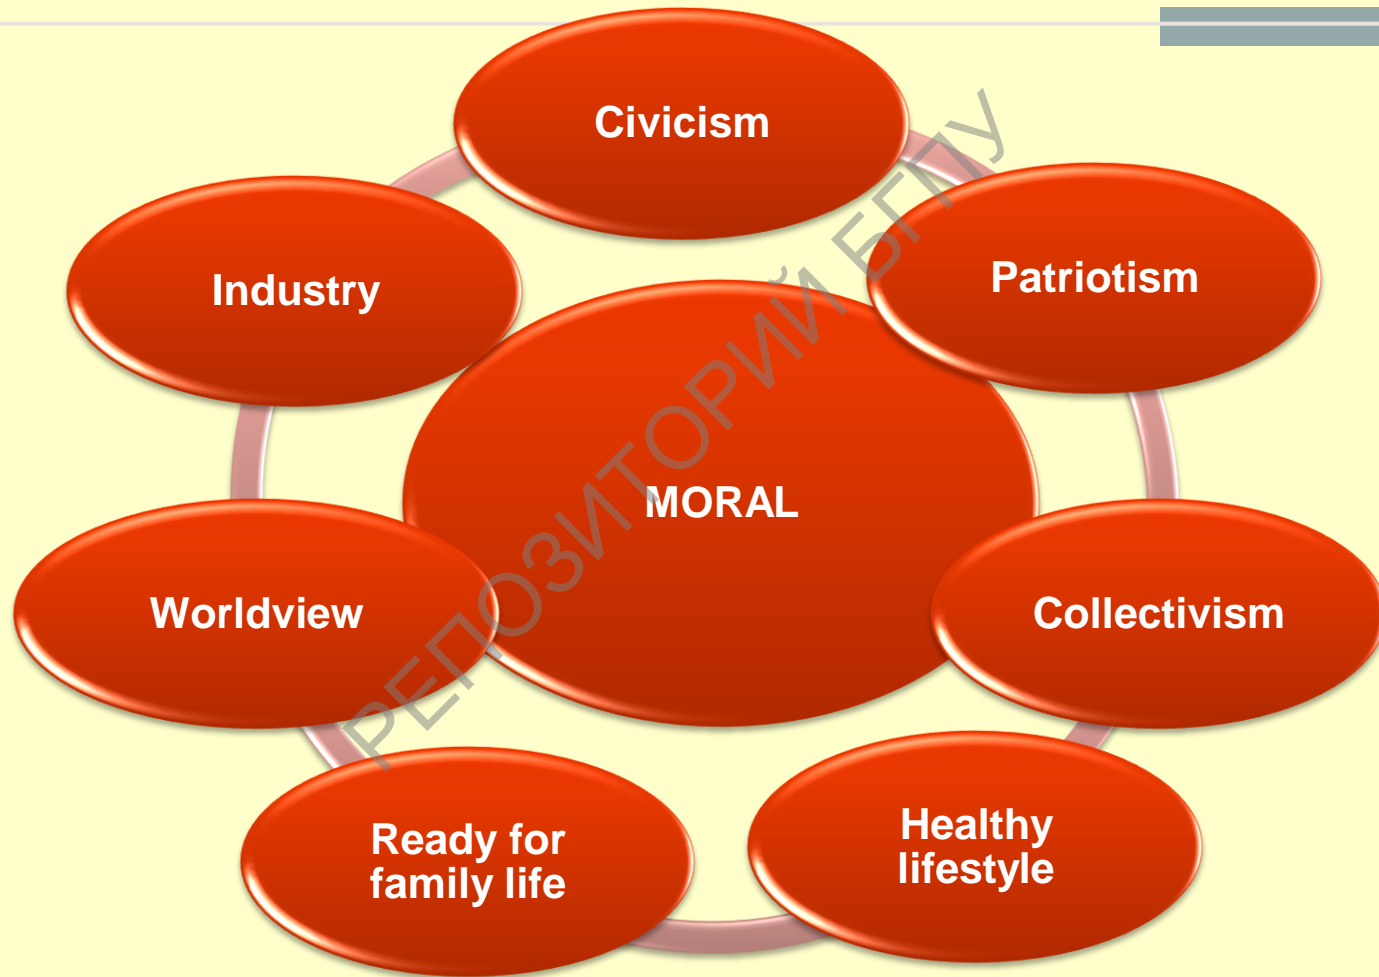 Civicism
Patriotism
Industry
MORAL
Collectivism
Worldview
Healthy
lifestyle
Ready for
family life
РЕПОЗИТОРИЙ БГПУ